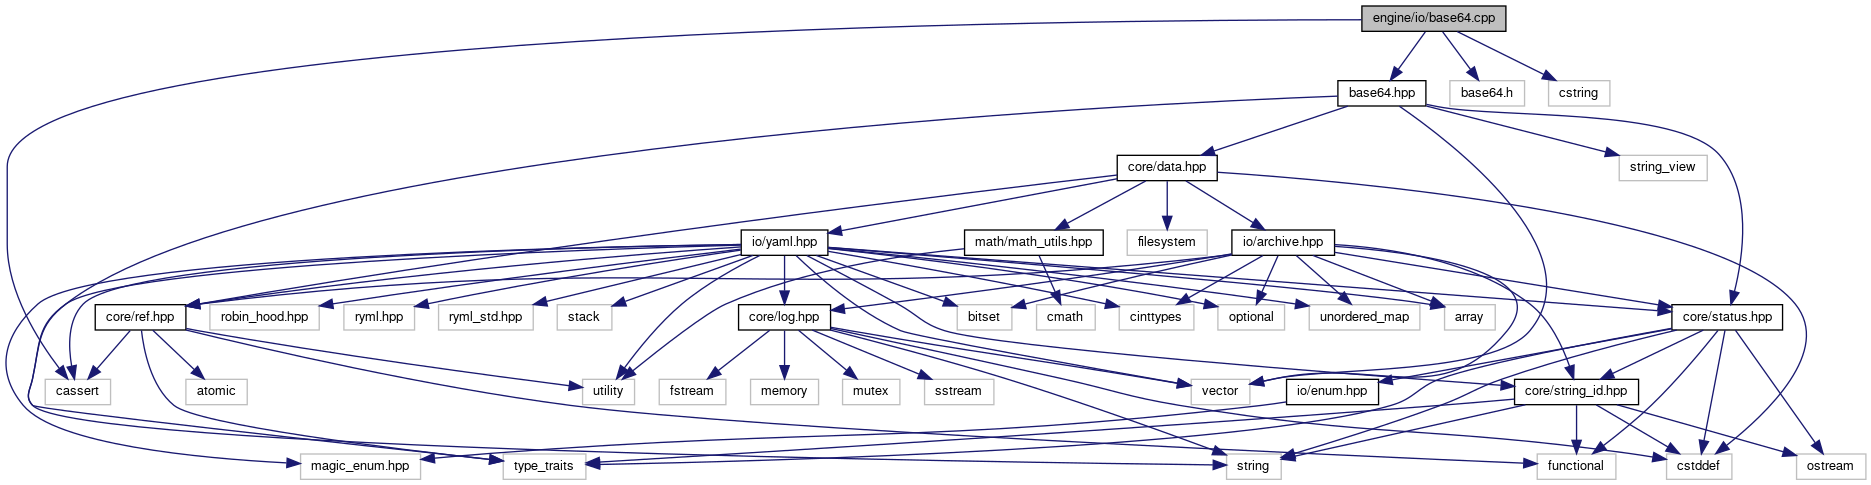 engine/io/base64.cpp
base64.hpp
base64.h
cstring
core/data.hpp
string_view
io/yaml.hpp
math/math_utils.hpp
filesystem
io/archive.hpp
core/ref.hpp
robin_hood.hpp
ryml.hpp
ryml_std.hpp
stack
core/log.hpp
bitset
cmath
cinttypes
optional
unordered_map
array
core/status.hpp
cassert
atomic
utility
fstream
memory
mutex
sstream
vector
io/enum.hpp
core/string_id.hpp
magic_enum.hpp
type_traits
string
functional
cstddef
ostream